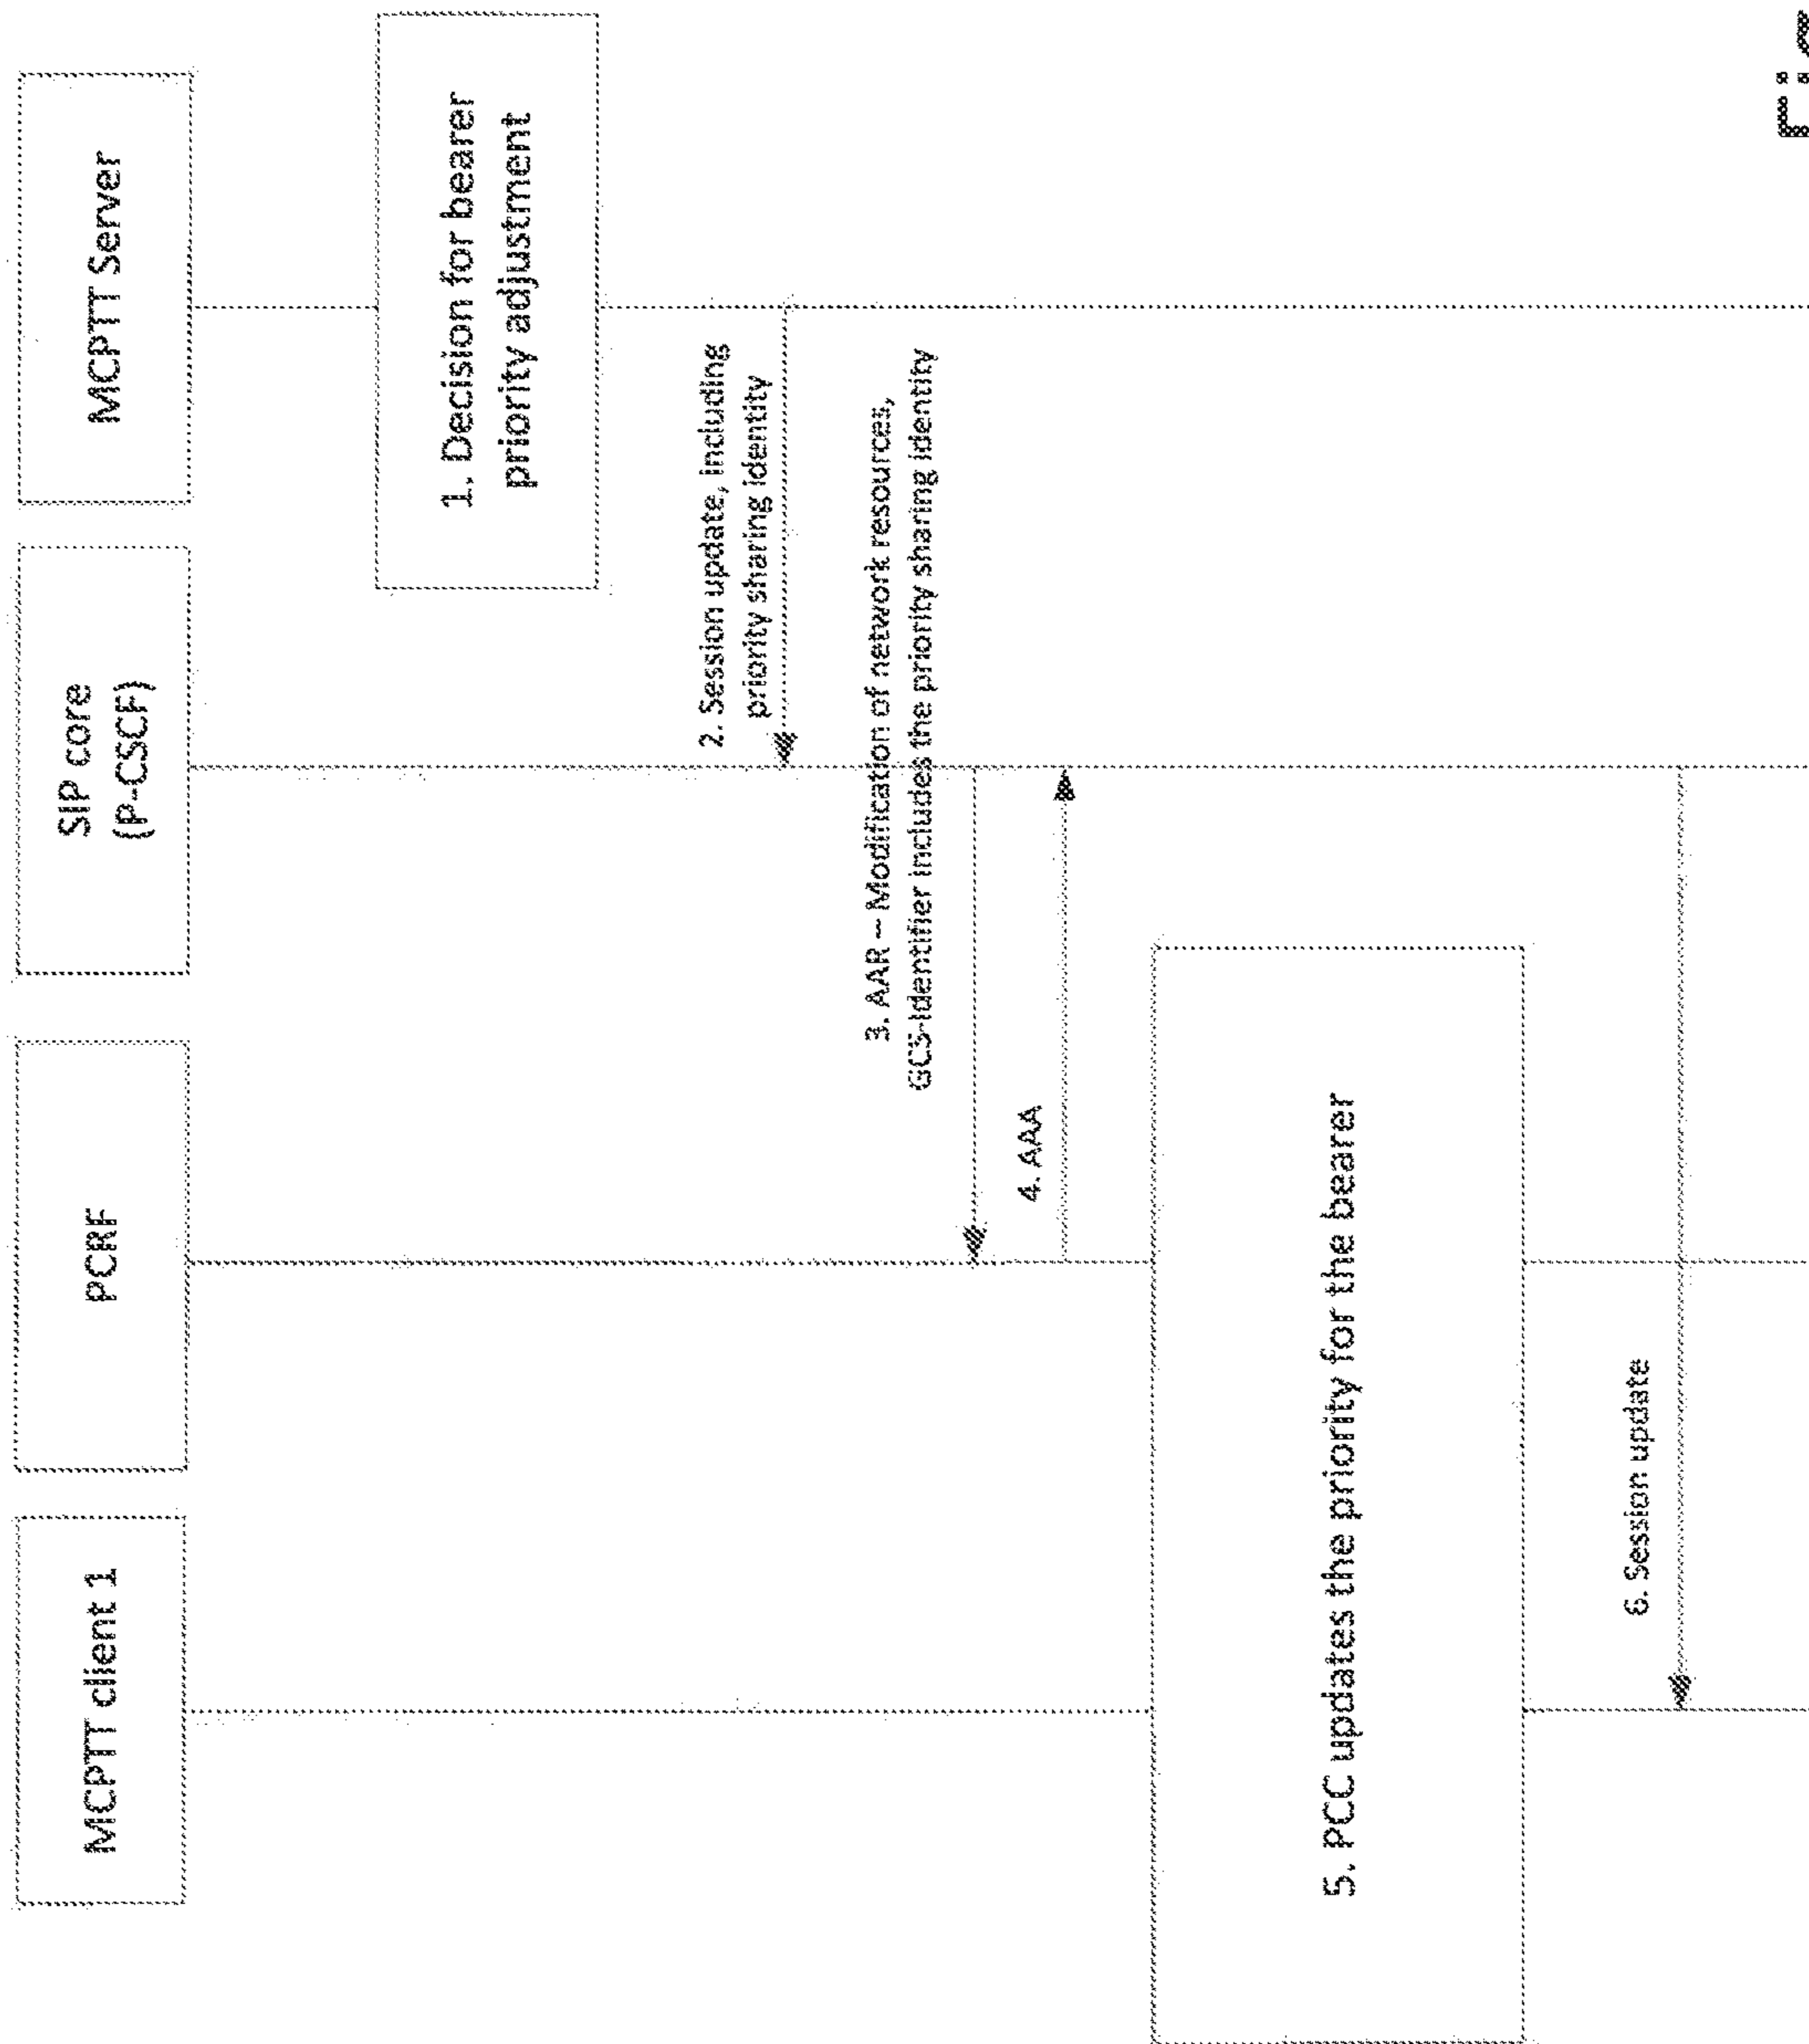 MCPTT client 1
PCRF
SIP core
(P-CSCF)
MCPTT Server
1. Decision for bearer
priority adjustment
2. Session update, including
priority sharing identity
3. AAR – Modification of network resources,
GCS-Identifier includes the priority sharing identity
4. AAA
5. PCC updates the priority for the bearer
6. Session update